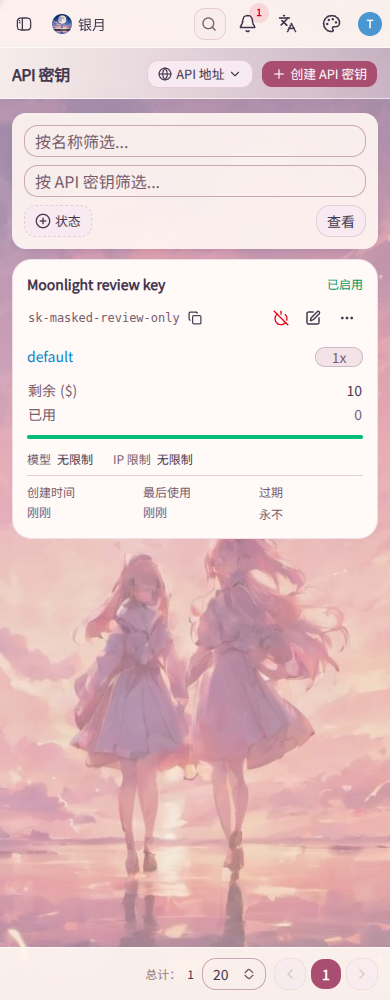 银月
1
T
API 密钥
API 地址
创建 API 密钥
按名称筛选...
按 API 密钥筛选...
状态
查看
Moonlight review key
已启用
sk-masked-review-only
default
1x
剩余 ($)
10
已用
0
模型 无限制 IP 限制 无限制
创建时间 最后使用 过期
刚刚 刚刚 永不
总计: 1
20
1